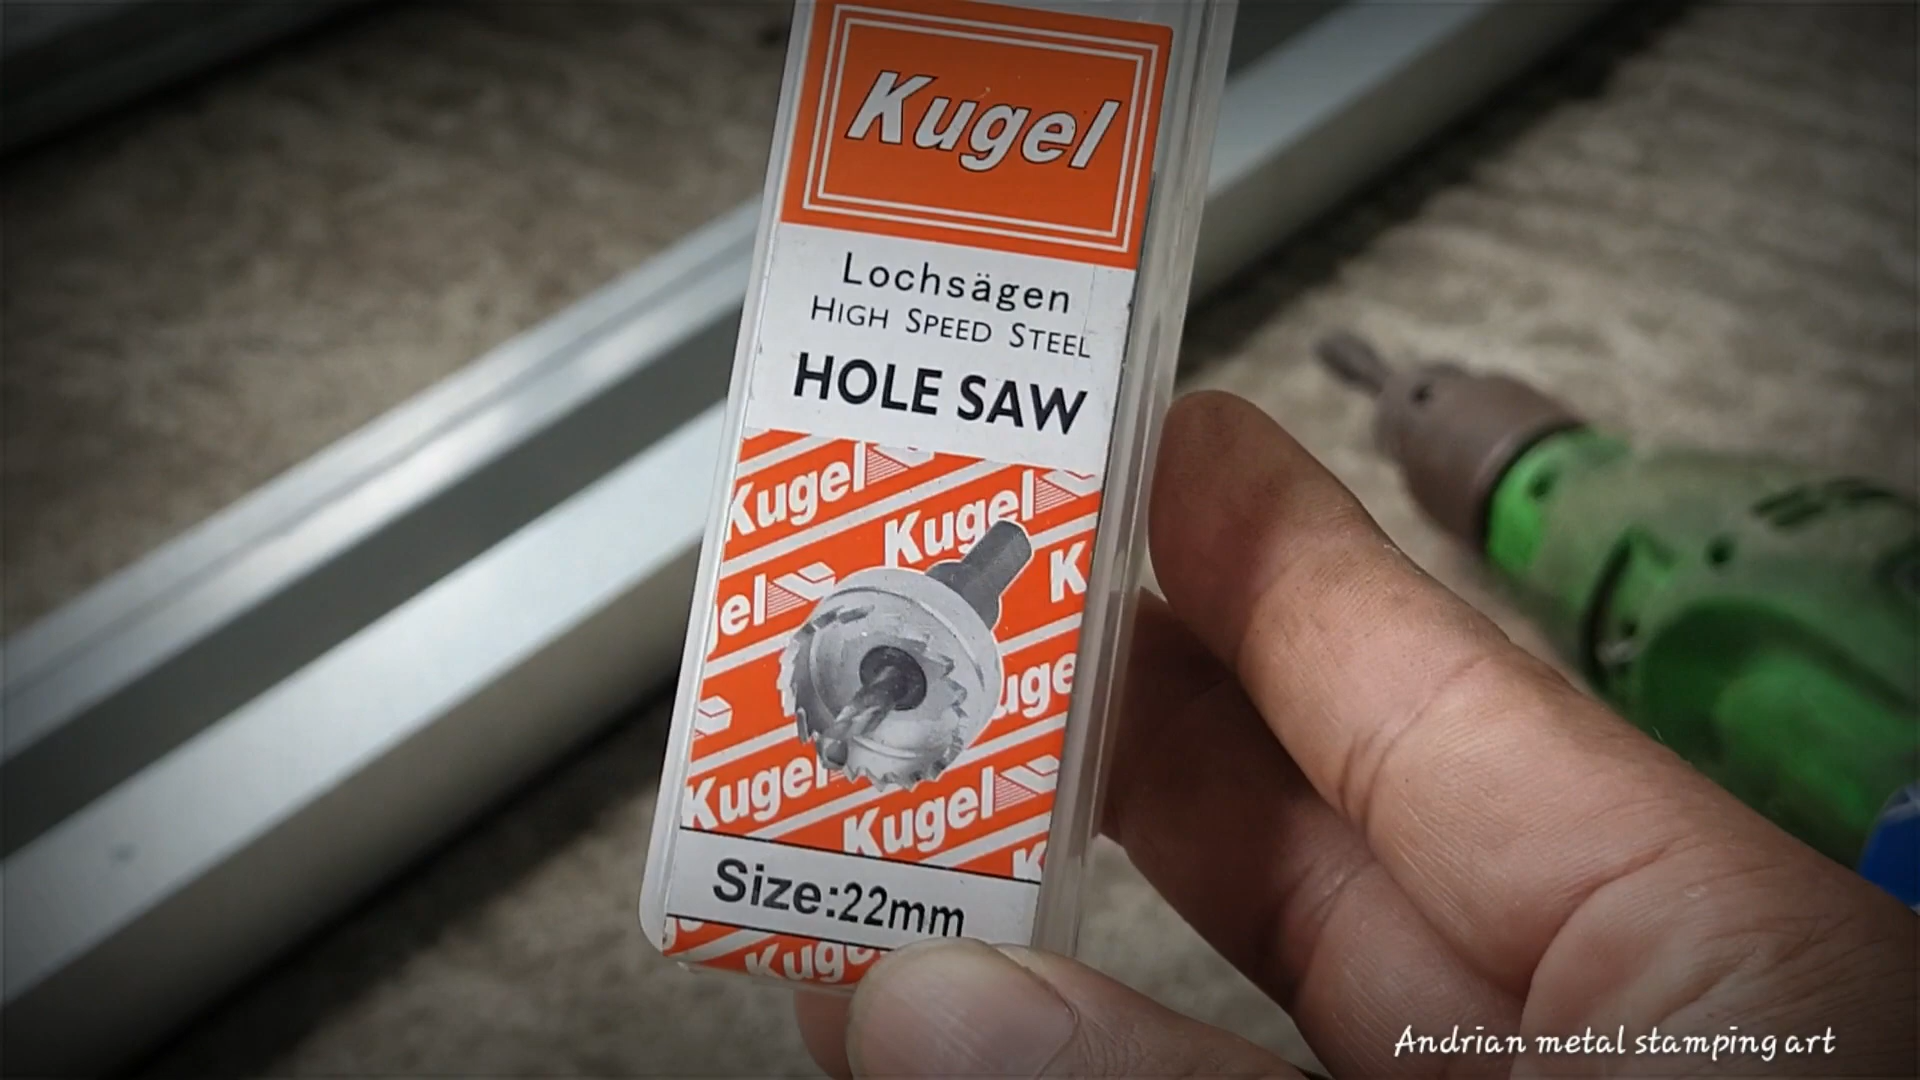 Kugel
Lochsägen
HIGH SPEED STEEL
HOLE SAW
Kugel
Kugel
Kugel
Kugel
Size:22mm
Andrian metal stamping art